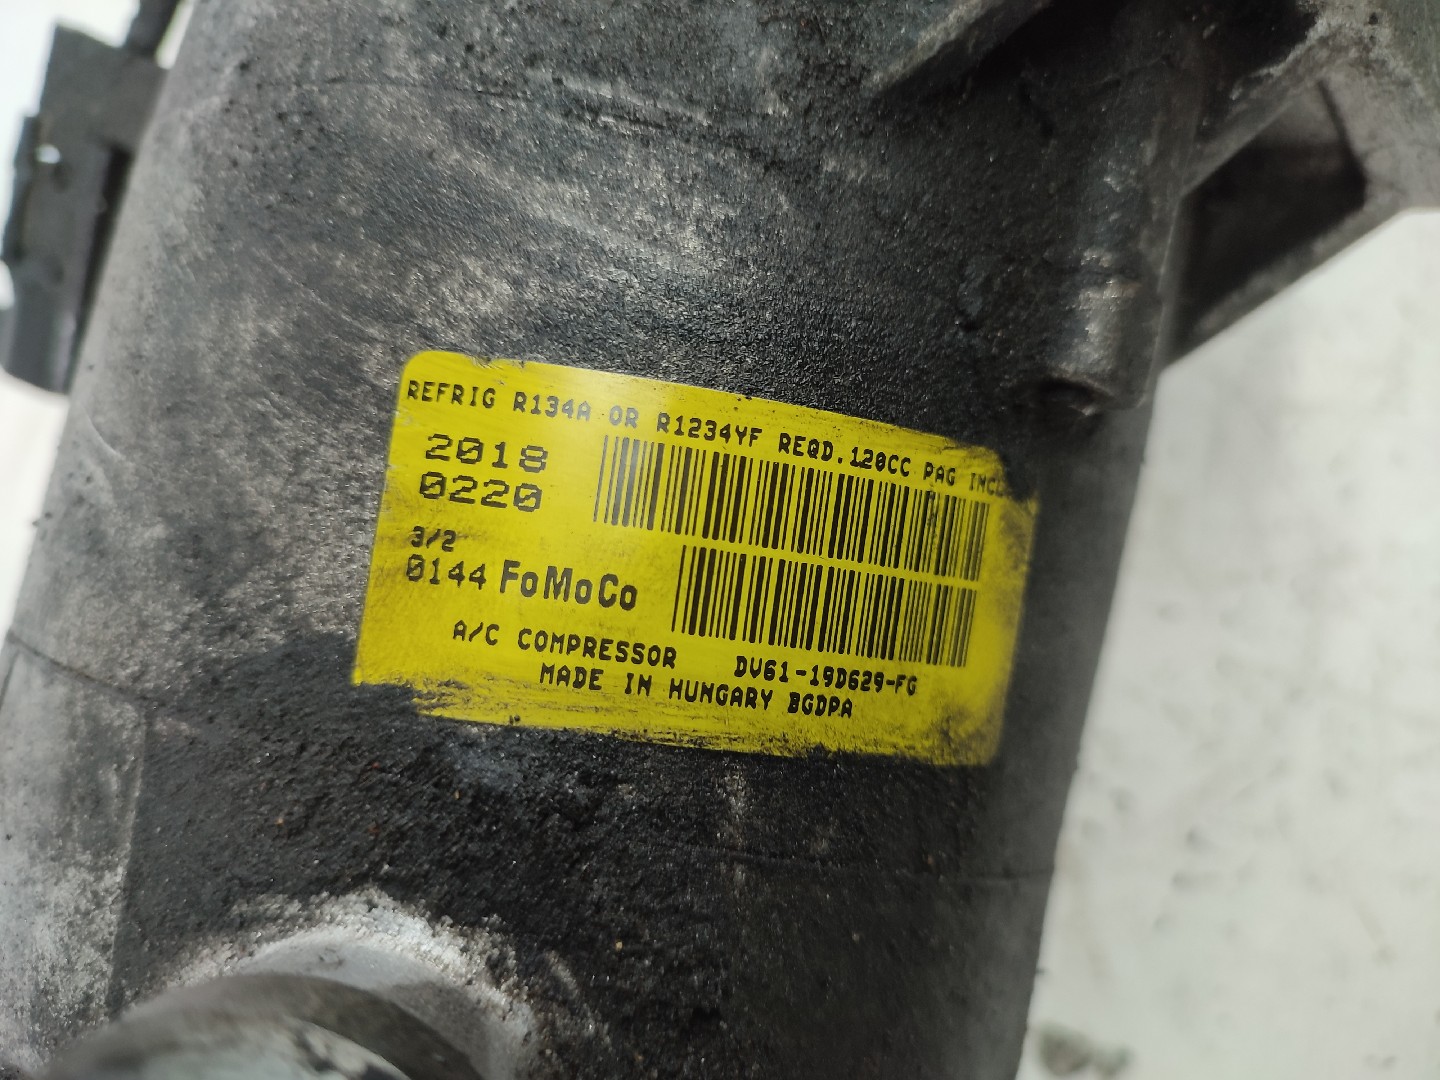 REFRIG R134A OR R1234YF REQD.120CC PAG INCL
2018
0220
3/2
0144 FoMoCo
A/C COMPRESSOR DV61-19D629-FG
MADE IN HUNGARY BGDPA